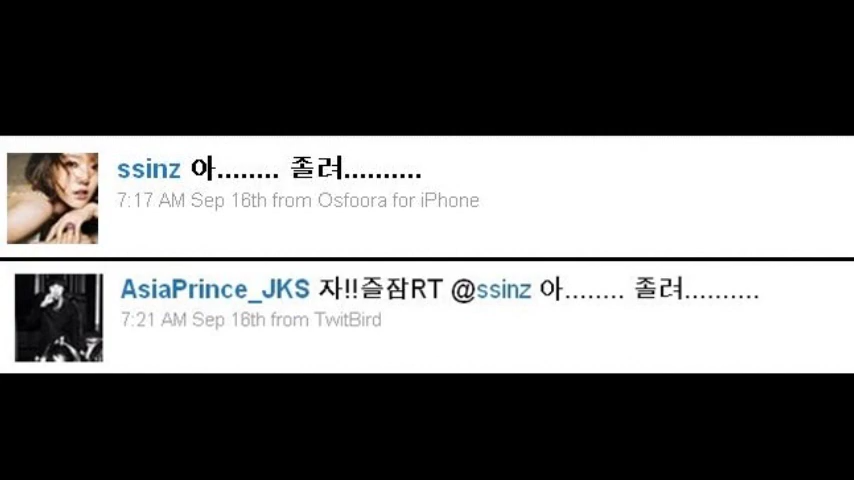 ssinz 아........ 졸려..........
7:17 AM Sep 16th from Osfoora for iPhone
AsiaPrince_JKS 자!!즐잠RT @ssinz 아........ 졸려..........
7:21 AM Sep 16th from TwitBird